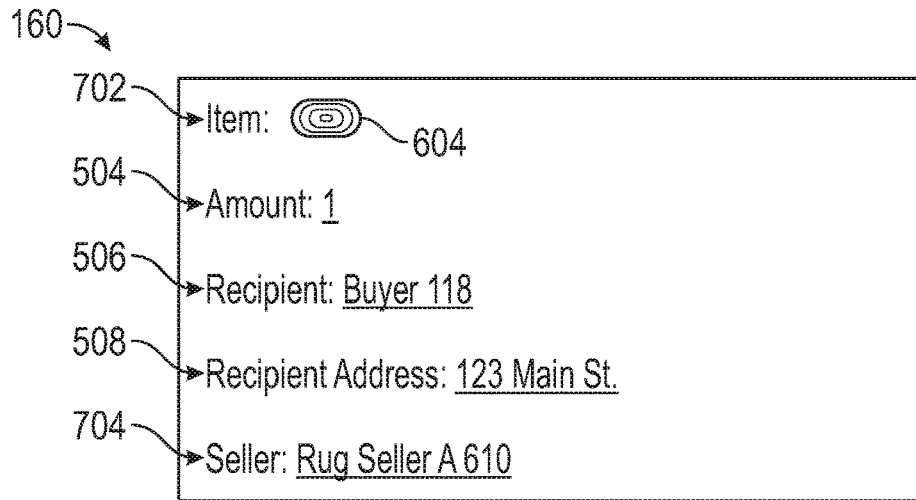 160
702
Item:
604
504
Amount: 1
506
Recipient: Buyer 118
508
Recipient Address: 123 Main St.
704
Seller: Rug Seller A 610